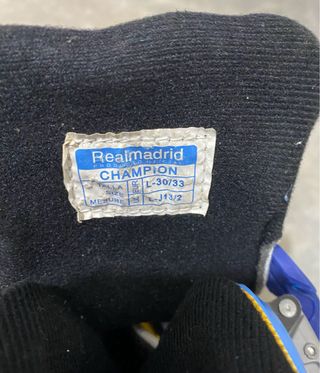 Realmadrid
CHAMPION
TALLA
SIZE
L-30/33
MESURE
L-J13/2